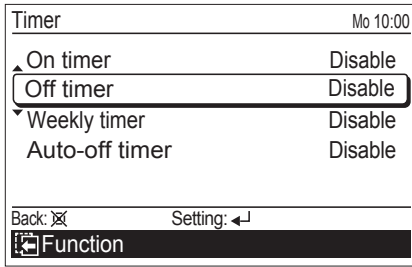 Timer Mo 10:00
On timer Disable
Off timer Disable
Weekly timer Disable
Auto-off timer Disable
Back: Setting:
Function